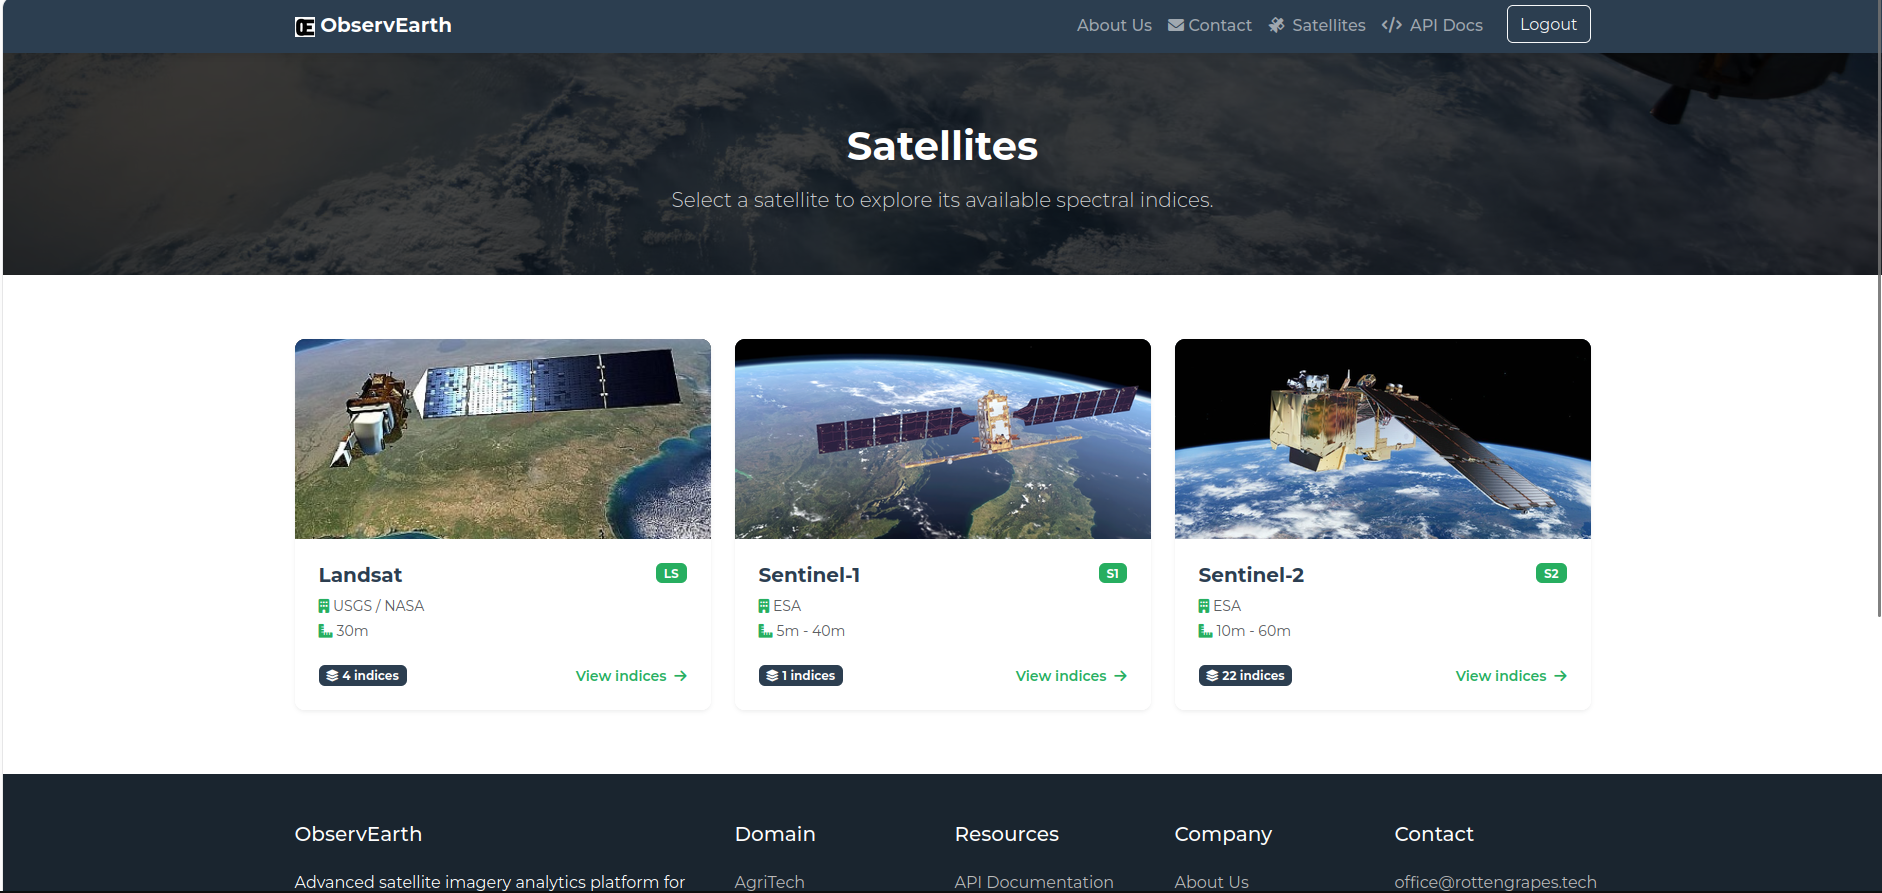 ObservEarth
About Us Contact Satellites API Docs Logout
Satellites
Select a satellite to explore its available spectral indices.
Landsat LS
USGS / NASA
30m
4 indices View indices →
Sentinel-1 S1
ESA
5m - 40m
1 indices View indices →
Sentinel-2 S2
ESA
10m - 60m
22 indices View indices →
ObservEarth
Advanced satellite imagery analytics platform for
Domain
AgriTech
Resources
API Documentation
Company
About Us
Contact
office@rottengrapes.tech